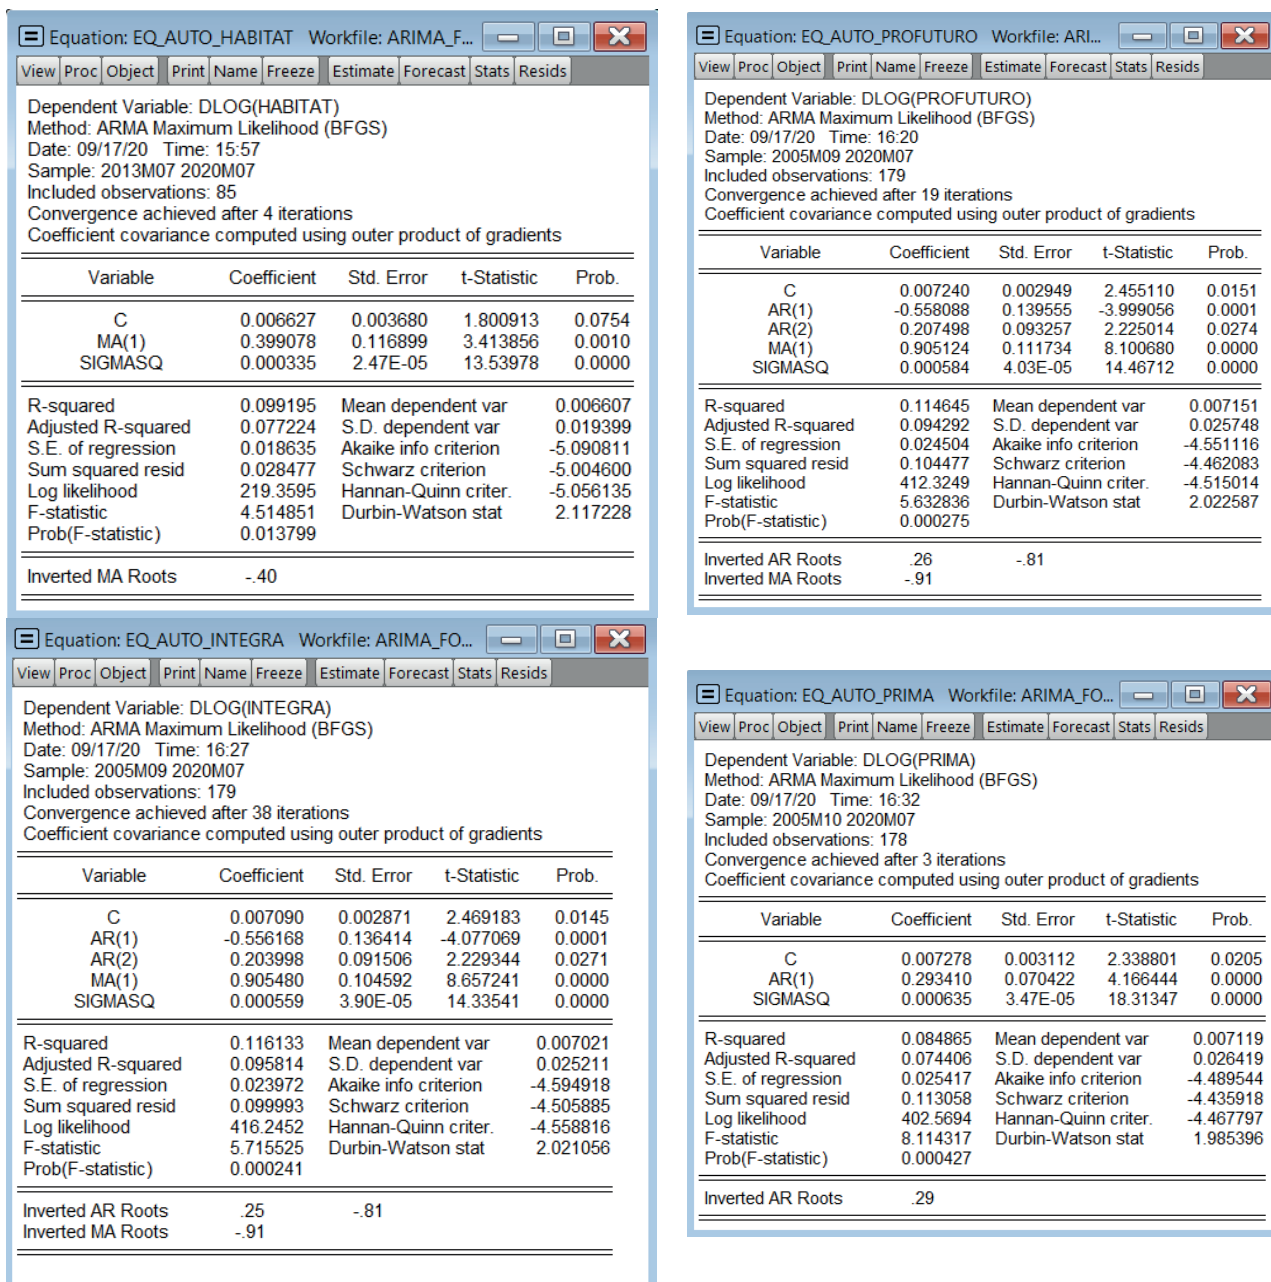 Equation: EQ_AUTO_HABITAT Workfile: ARIMA_F...
View Proc Object Print Name Freeze Estimate Forecast Stats Resids
Dependent Variable: DLOG(HABITAT)
Method: ARMA Maximum Likelihood (BFGS)
Date: 09/17/20 Time: 15:57
Sample: 2013M07 2020M07
Included observations: 85
Convergence achieved after 4 iterations
Coefficient covariance computed using outer product of gradients
Variable Coefficient Std. Error t-Statistic Prob.
C 0.006627 0.003680 1.800913 0.0754
MA(1) 0.399078 0.116899 3.413856 0.0010
SIGMASQ 0.000335 2.47E-05 13.53978 0.0000
R-squared 0.099195 Mean dependent var 0.006607
Adjusted R-squared 0.077224 S.D. dependent var 0.019399
S.E. of regression 0.018635 Akaike info criterion -5.090811
Sum squared resid 0.028477 Schwarz criterion -5.004600
Log likelihood 219.3595 Hannan-Quinn criter. -5.056135
F-statistic 4.514851 Durbin-Watson stat 2.117228
Prob(F-statistic) 0.013799
Inverted MA Roots -.40
Equation: EQ_AUTO_PROFUTURO Workfile: ARI...
View Proc Object Print Name Freeze Estimate Forecast Stats Resids
Dependent Variable: DLOG(PROFUTURO)
Method: ARMA Maximum Likelihood (BFGS)
Date: 09/17/20 Time: 16:20
Sample: 2005M09 2020M07
Included observations: 179
Convergence achieved after 19 iterations
Coefficient covariance computed using outer product of gradients
Variable Coefficient Std. Error t-Statistic Prob.
C 0.007240 0.002949 2.455110 0.0151
AR(1) -0.558088 0.139555 -3.999056 0.0001
AR(2) 0.207498 0.093257 2.225014 0.0274
MA(1) 0.905124 0.111734 8.100680 0.0000
SIGMASQ 0.000584 4.03E-05 14.46712 0.0000
R-squared 0.114645 Mean dependent var 0.007151
Adjusted R-squared 0.094292 S.D. dependent var 0.025748
S.E. of regression 0.024504 Akaike info criterion -4.551116
Sum squared resid 0.104477 Schwarz criterion -4.462083
Log likelihood 412.3249 Hannan-Quinn criter. -4.515014
F-statistic 5.632836 Durbin-Watson stat 2.022587
Prob(F-statistic) 0.000275
Inverted AR Roots .26 -.81
Inverted MA Roots -.91
Equation: EQ_AUTO_INTEGRA Workfile: ARIMA_FO...
View Proc Object Print Name Freeze Estimate Forecast Stats Resids
Dependent Variable: DLOG(INTEGRA)
Method: ARMA Maximum Likelihood (BFGS)
Date: 09/17/20 Time: 16:27
Sample: 2005M09 2020M07
Included observations: 179
Convergence achieved after 38 iterations
Coefficient covariance computed using outer product of gradients
Variable Coefficient Std. Error t-Statistic Prob.
C 0.007090 0.002871 2.469183 0.0145
AR(1) -0.556168 0.136414 -4.077069 0.0001
AR(2) 0.203998 0.091506 2.229344 0.0271
MA(1) 0.905480 0.104592 8.657241 0.0000
SIGMASQ 0.000559 3.90E-05 14.33541 0.0000
R-squared 0.116133 Mean dependent var 0.007021
Adjusted R-squared 0.095814 S.D. dependent var 0.025211
S.E. of regression 0.023972 Akaike info criterion -4.594918
Sum squared resid 0.099993 Schwarz criterion -4.505885
Log likelihood 416.2452 Hannan-Quinn criter. -4.558816
F-statistic 5.715525 Durbin-Watson stat 2.021056
Prob(F-statistic) 0.000241
Inverted AR Roots .25 -.81
Inverted MA Roots -.91
Equation: EQ_AUTO_PRIMA Workfile: ARIMA_FO...
View Proc Object Print Name Freeze Estimate Forecast Stats Resids
Dependent Variable: DLOG(PRIMA)
Method: ARMA Maximum Likelihood (BFGS)
Date: 09/17/20 Time: 16:32
Sample: 2005M10 2020M07
Included observations: 178
Convergence achieved after 3 iterations
Coefficient covariance computed using outer product of gradients
Variable Coefficient Std. Error t-Statistic Prob.
C 0.007278 0.003112 2.338801 0.0205
AR(1) 0.293410 0.070422 4.166444 0.0000
SIGMASQ 0.000635 3.47E-05 18.31347 0.0000
R-squared 0.084865 Mean dependent var 0.007119
Adjusted R-squared 0.074406 S.D. dependent var 0.026419
S.E. of regression 0.025417 Akaike info criterion -4.489544
Sum squared resid 0.113058 Schwarz criterion -4.435918
Log likelihood 402.5694 Hannan-Quinn criter. -4.467797
F-statistic 8.114317 Durbin-Watson stat 1.985396
Prob(F-statistic) 0.000427
Inverted AR Roots .29